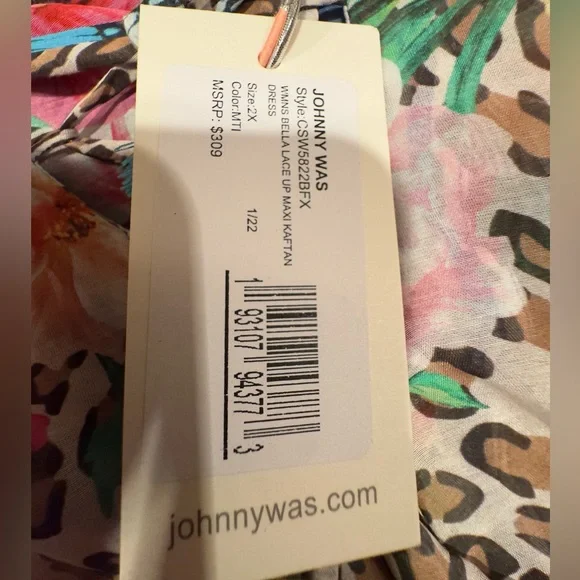 JOHNNY WAS
Style:CSW5822BFX
WMNS BELLA LACE UP MAXI KAFTAN
DRESS
Size:2X 1/22
Color:MTI
MSRP: $309
1 93107 94377 3
johnnywas.com